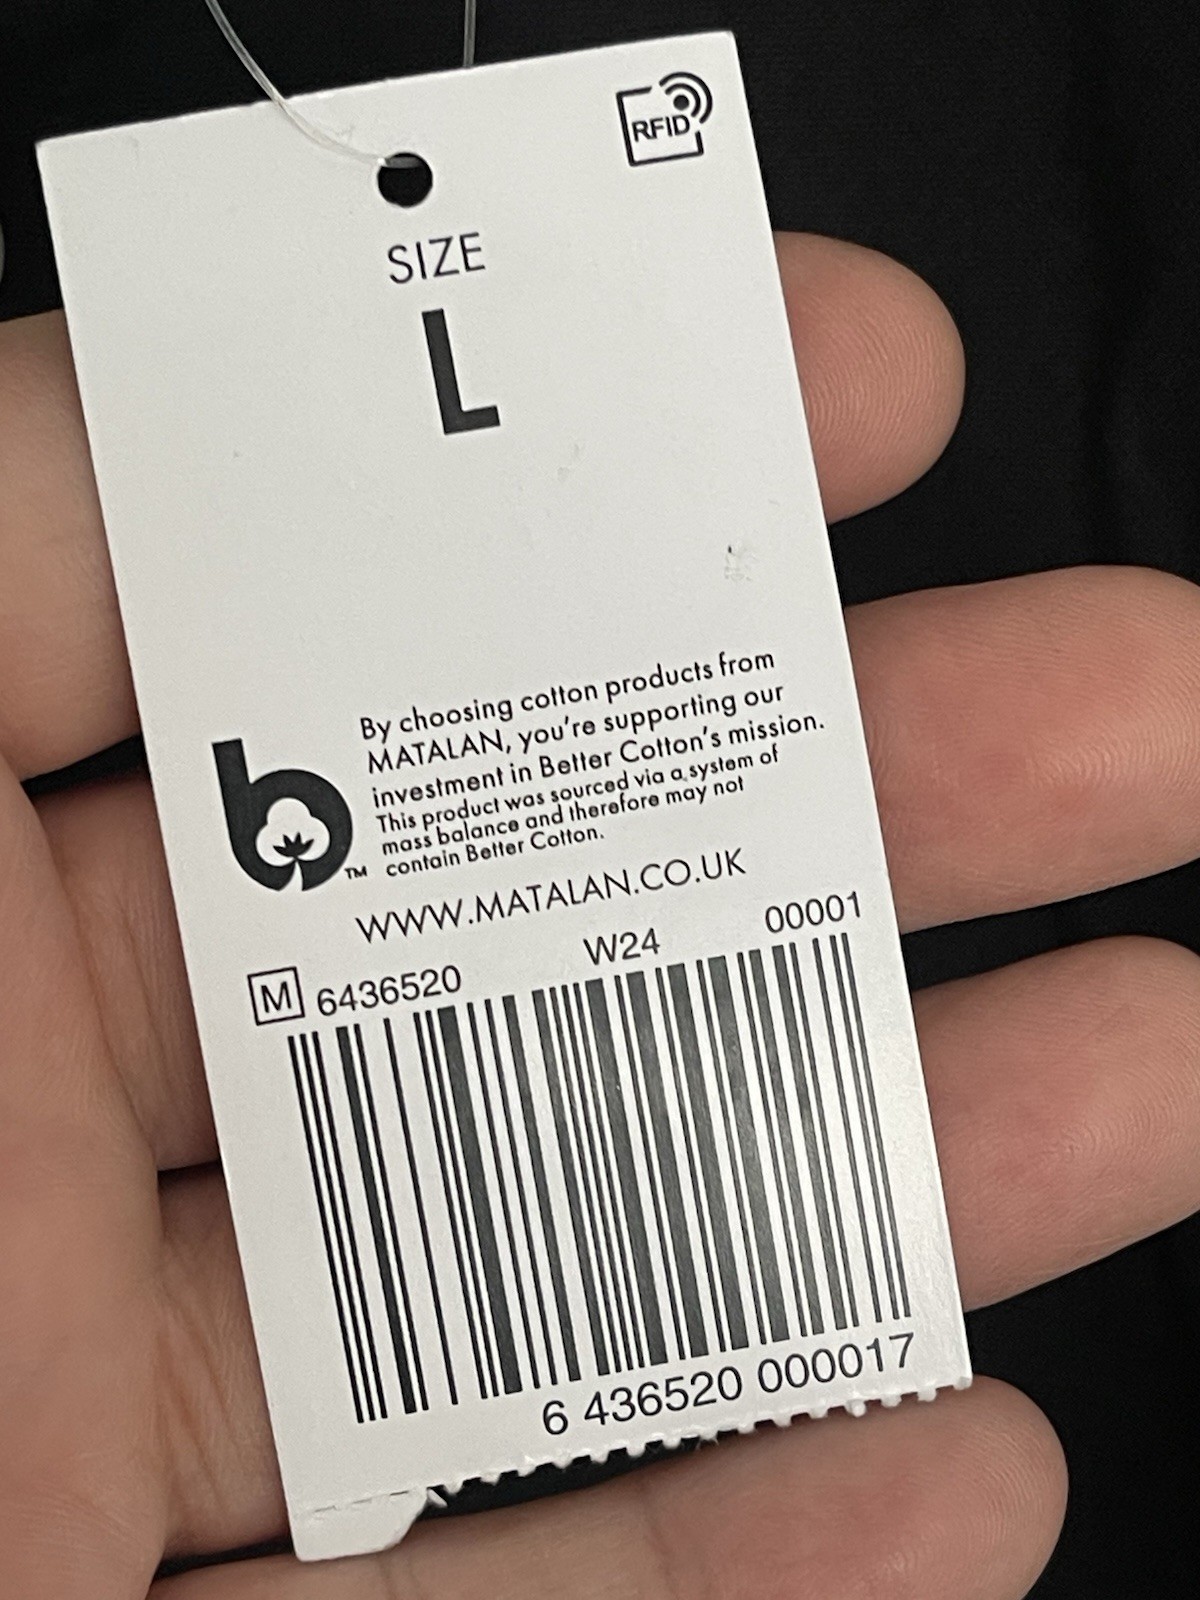 RFID
SIZE
L
By choosing cotton products from
MATALAN, you're supporting our
investment in Better Cotton's mission.
This product was sourced via a system of
mass balance and therefore may not
contain Better Cotton.
b TM
WWW.MATALAN.CO.UK
M 6436520 W24 00001
6 436520 000017